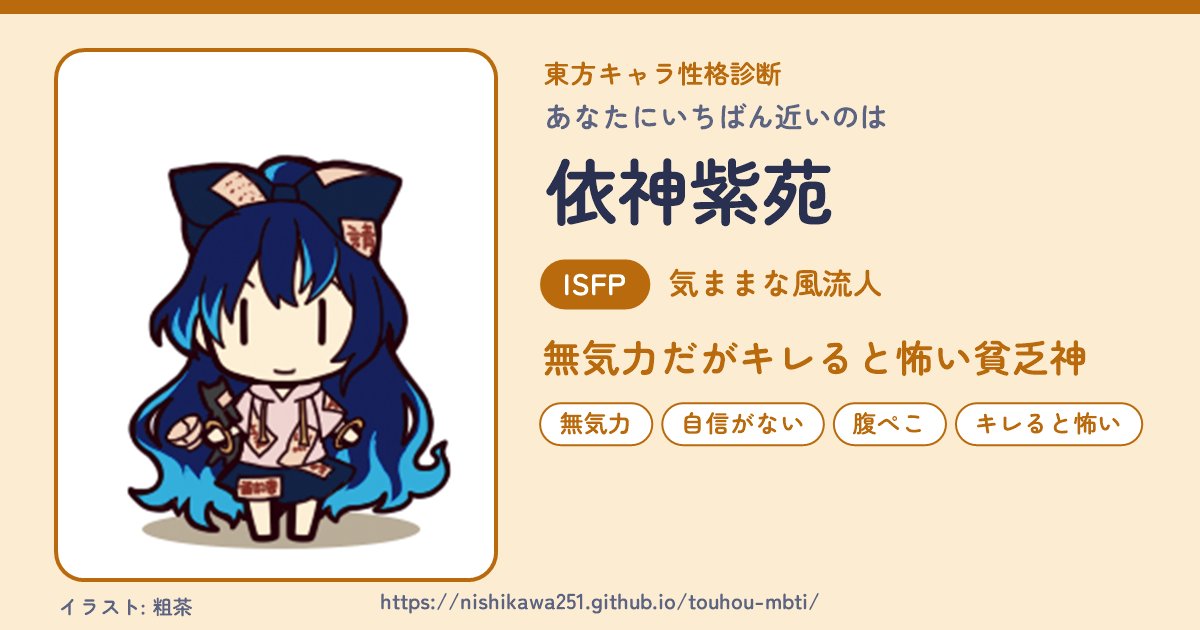 東方キャラ性格診断
あなたにいちばん近いのは
依神紫苑
ISFP 気ままな風流人
無気力だがキレると怖い貧乏神
無気力 自信がない 腹ぺこ キレると怖い
請
イラスト: 粗茶
https://nishikawa251.github.io/touhou-mbti/